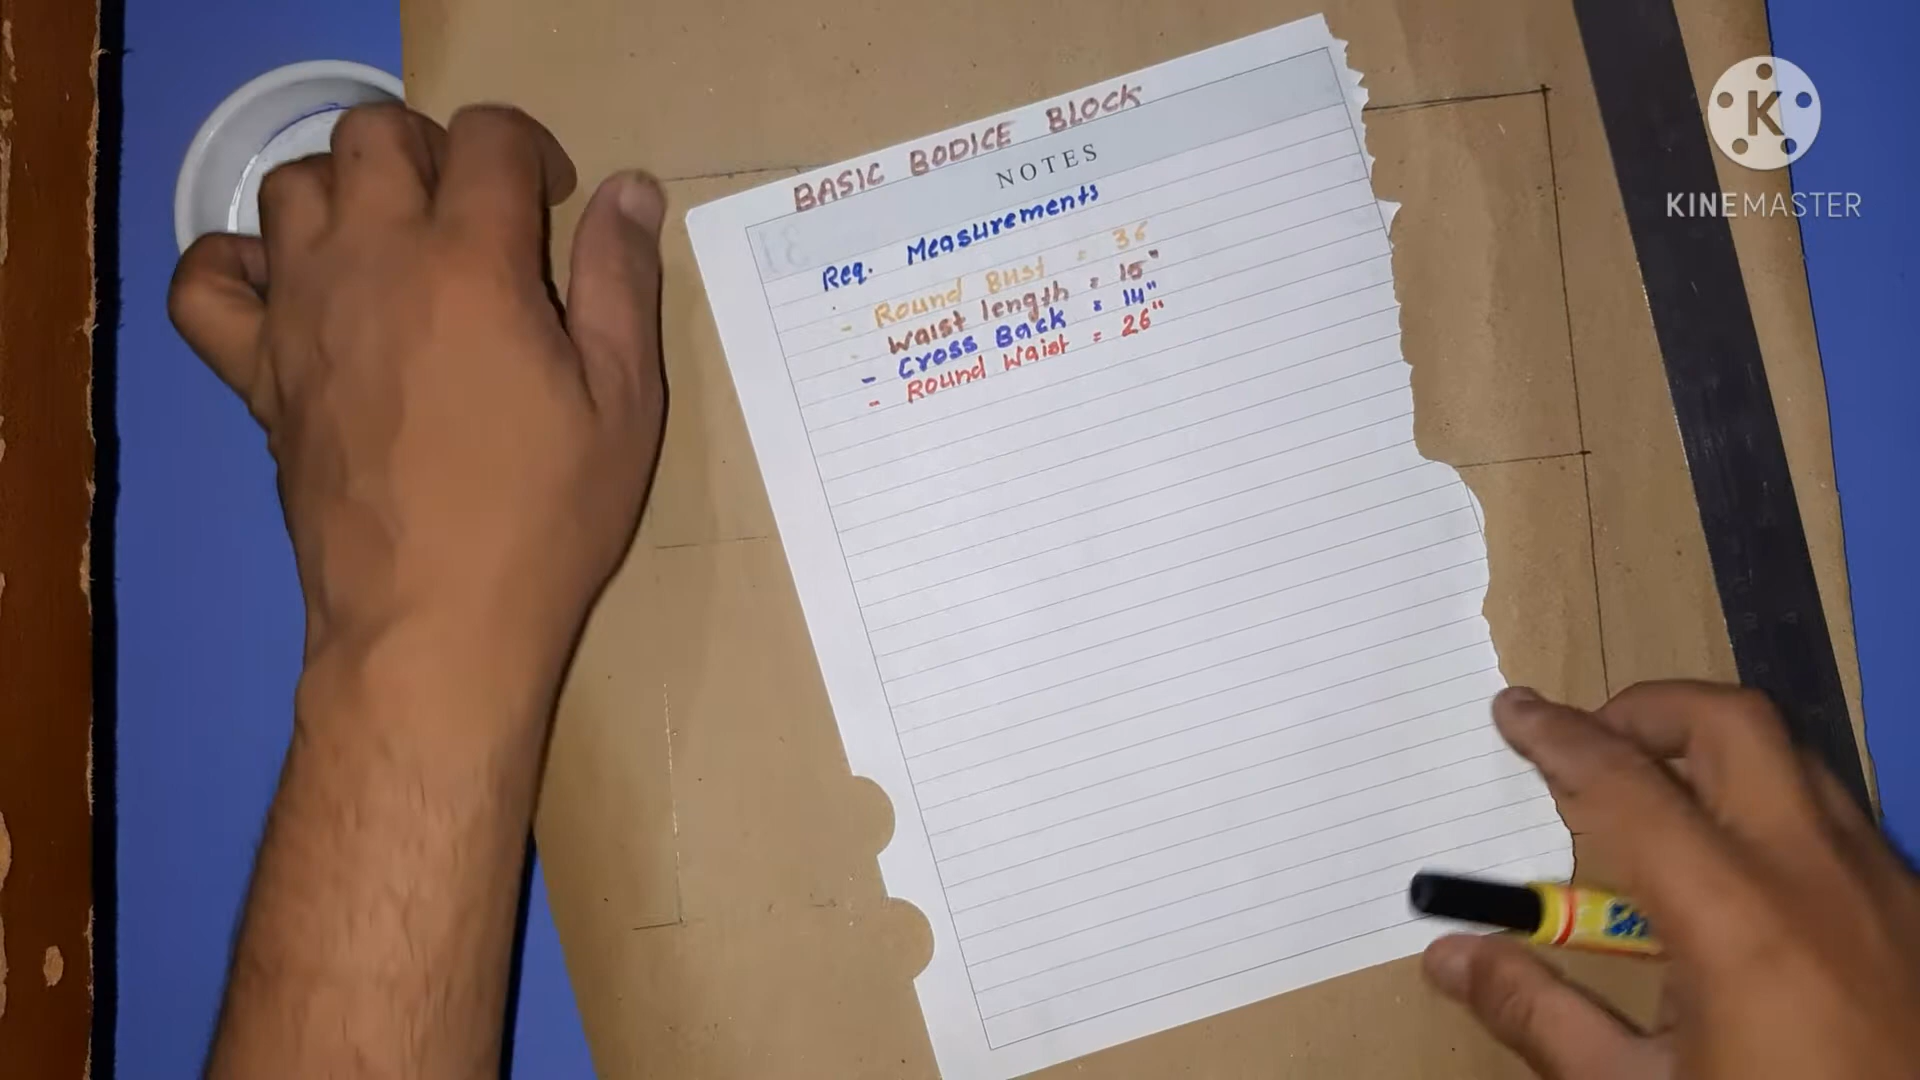 BASIC BODICE BLOCK
NOTES
Req. Measurements
- Round Bust = 36
- Waist length = 15"
- Cross Back = 14"
- Round Waist = 26"
K
KINEMASTER